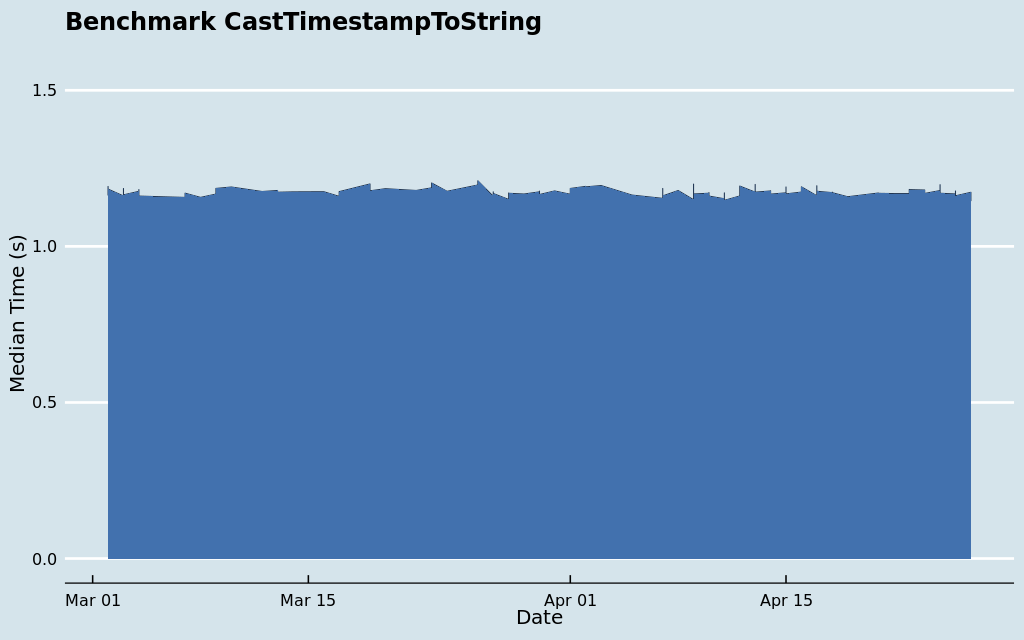 Benchmark CastTimestampToString
1.5
1.0
0.5
0.0
Median Time (s)
Mar 01
Mar 15
Apr 01
Apr 15
Date